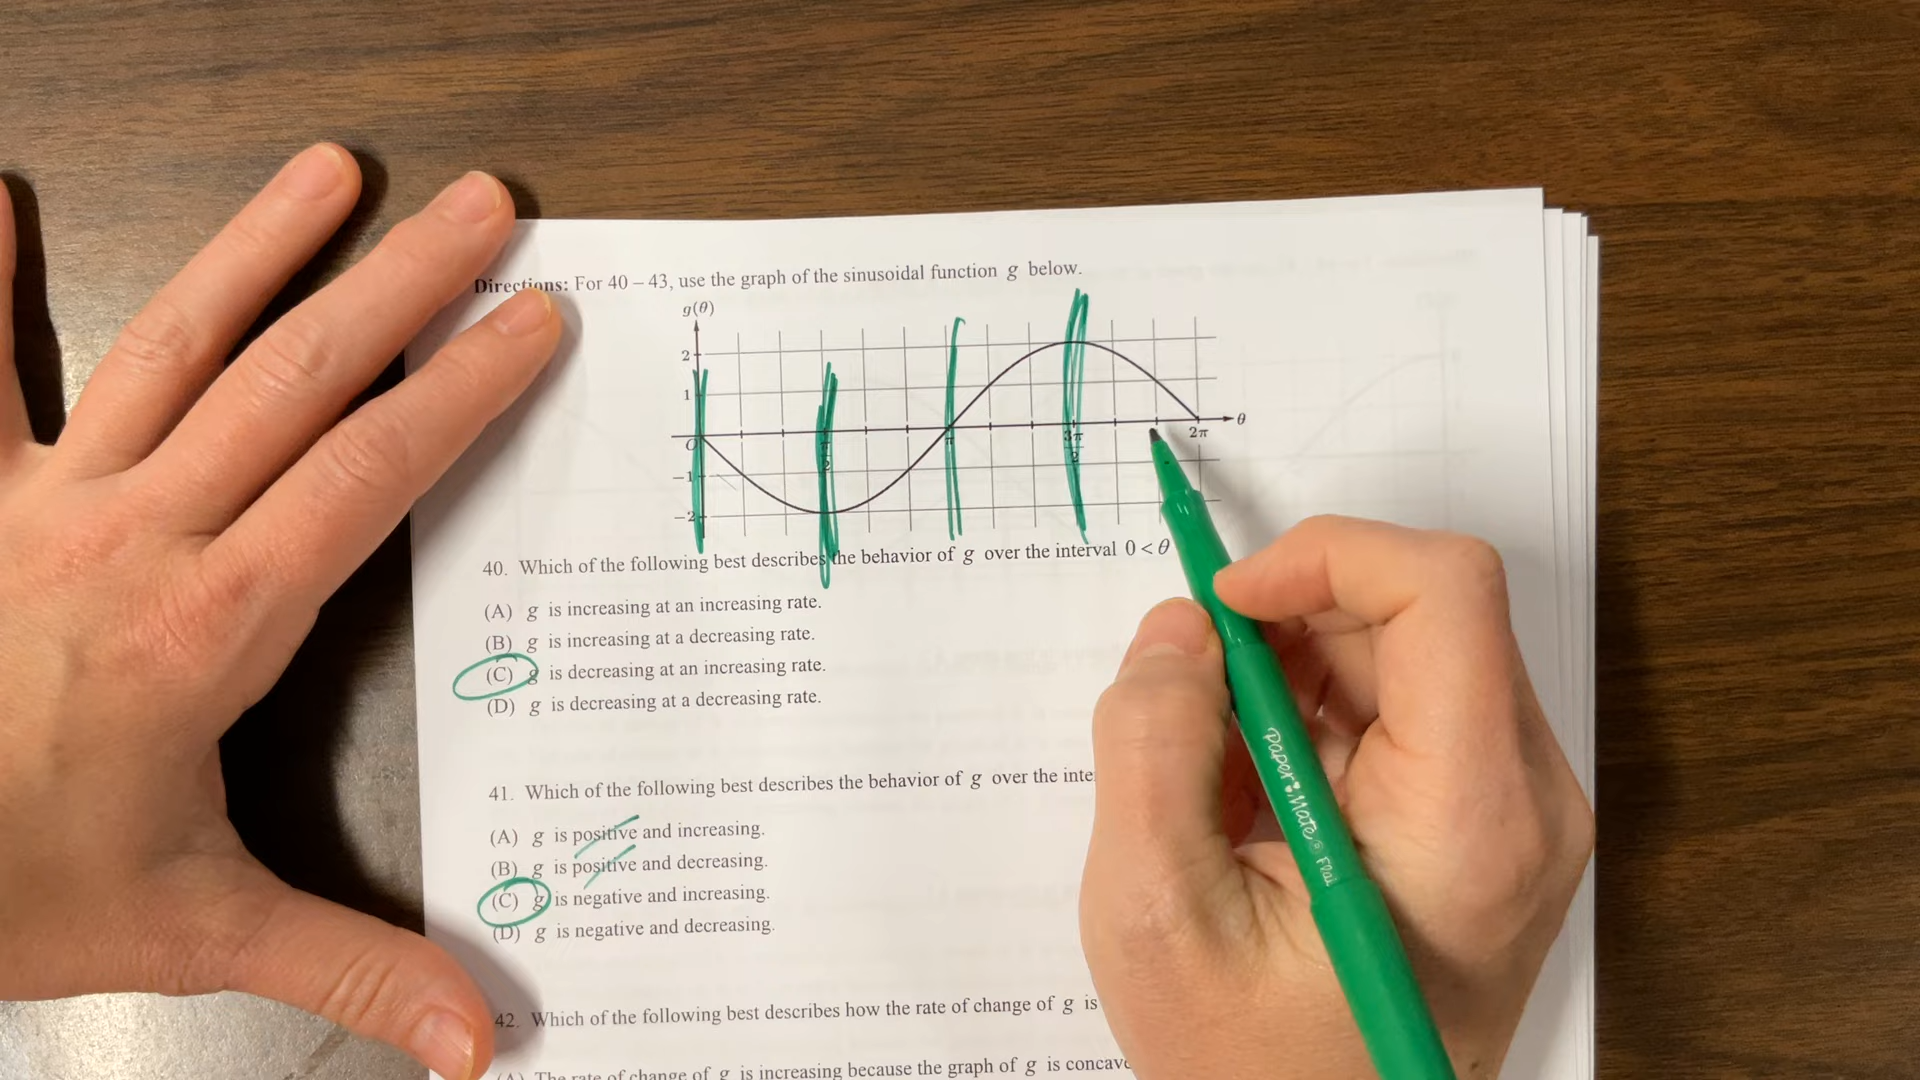 Directions: For 40 – 43, use the graph of the sinusoidal function g below.
g(θ)
2
1
O
−1
−2
π/2
π
3π/2
2π
θ
40. Which of the following best describes the behavior of g over the interval 0 < θ
(A) g is increasing at an increasing rate.
(B) g is increasing at a decreasing rate.
(C) g is decreasing at an increasing rate.
(D) g is decreasing at a decreasing rate.
41. Which of the following best describes the behavior of g over the inte
(A) g is positive and increasing.
(B) g is positive and decreasing.
(C) g is negative and increasing.
(D) g is negative and decreasing.
42. Which of the following best describes how the rate of change of g is
(A) The rate of change of g is increasing because the graph of g is concav
Paper Mate® Flai